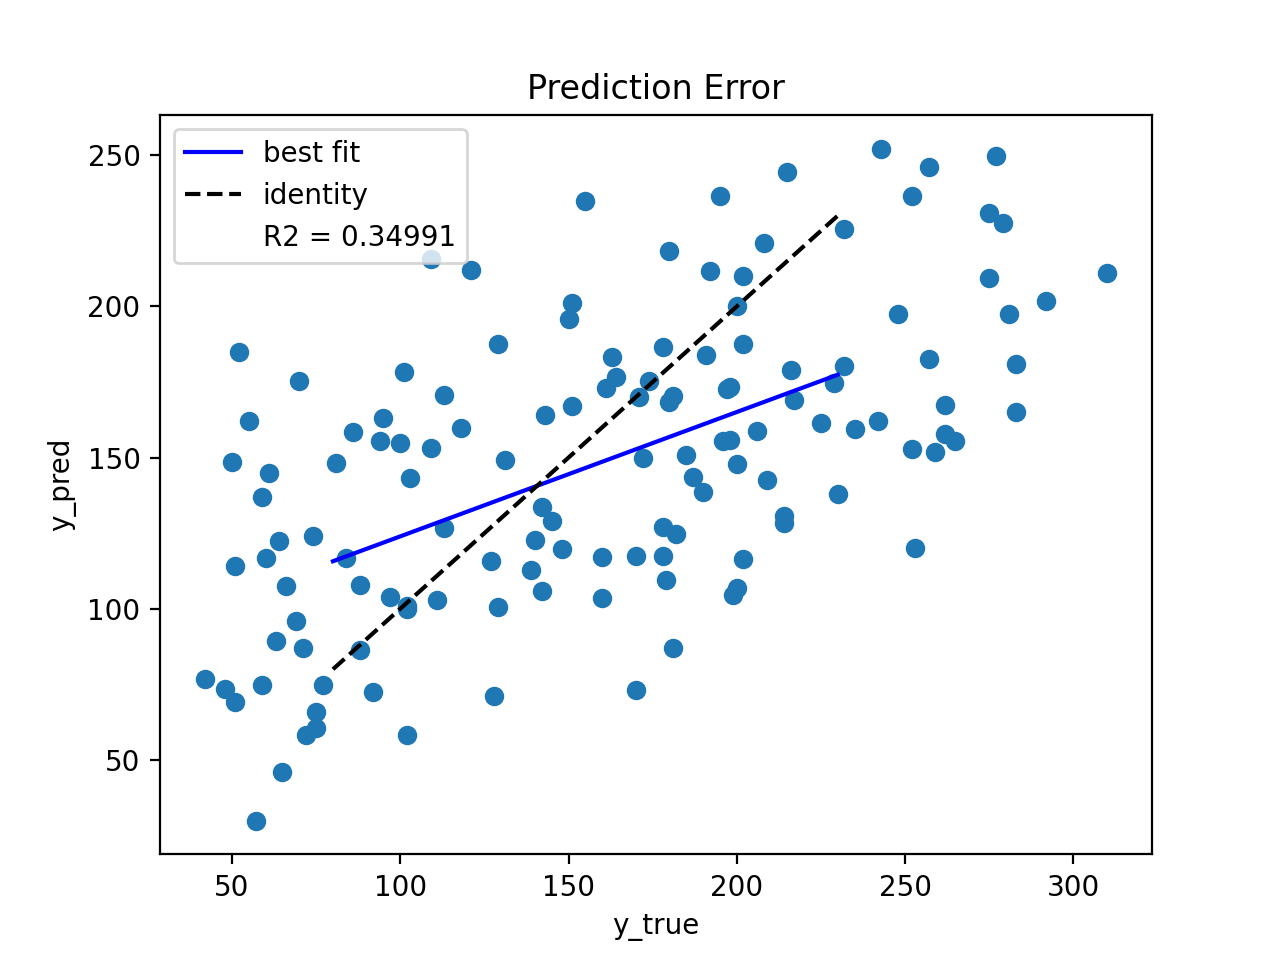 Prediction Error
best fit
identity
R2 = 0.34991
250
200
150
100
50
y_pred
50 100 150 200 250 300
y_true